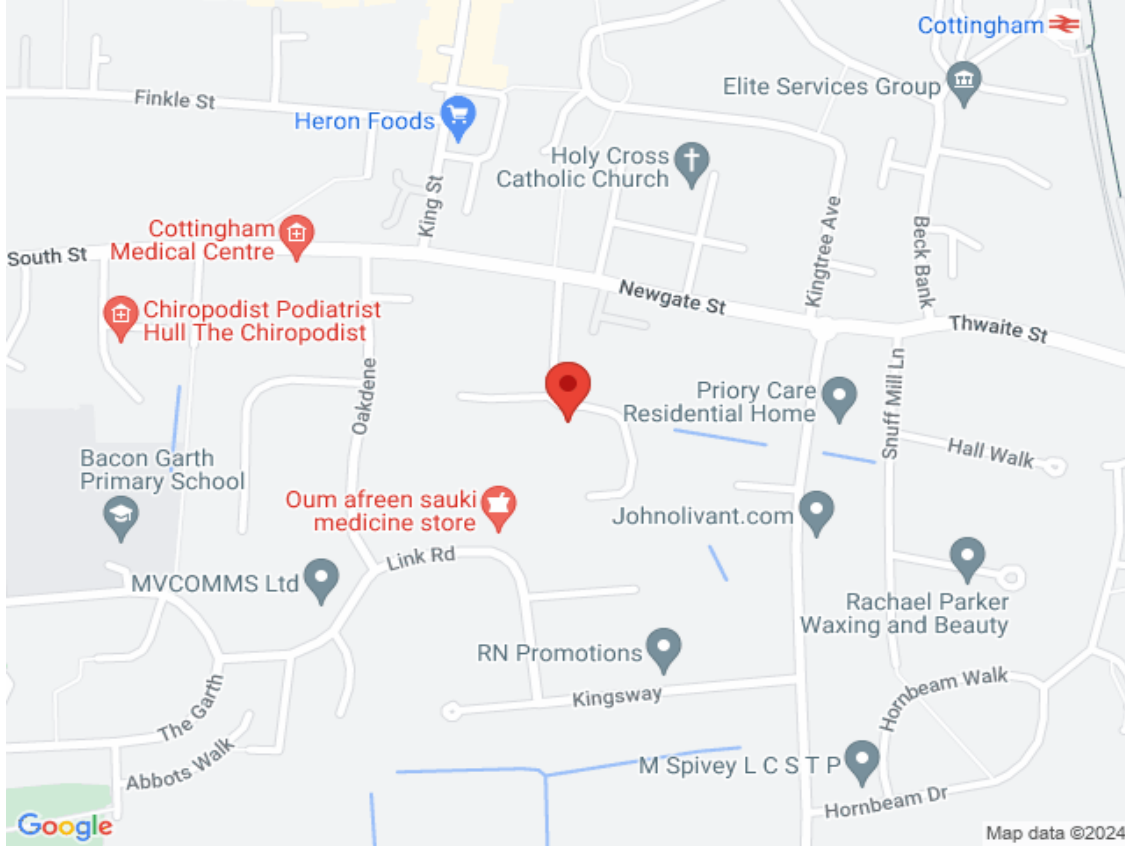 Cottingham
Elite Services Group
Finkle St
Heron Foods
Holy Cross
Catholic Church
King St
Kingtree Ave
Beck Bank
Cottingham
Medical Centre
South St
Newgate St
Thwaite St
Chiropodist Podiatrist
Hull The Chiropodist
Oakdene
Snuff Mill Ln
Priory Care
Residential Home
Hall Walk
Bacon Garth
Primary School
Oum afreen sauki
medicine store
Johnolivant.com
Link Rd
MVCOMMS Ltd
Rachael Parker
Waxing and Beauty
RN Promotions
Kingsway
Hornbeam Walk
The Garth
Abbots Walk
M Spivey L C S T P
Hornbeam Dr
Google
Map data ©2024